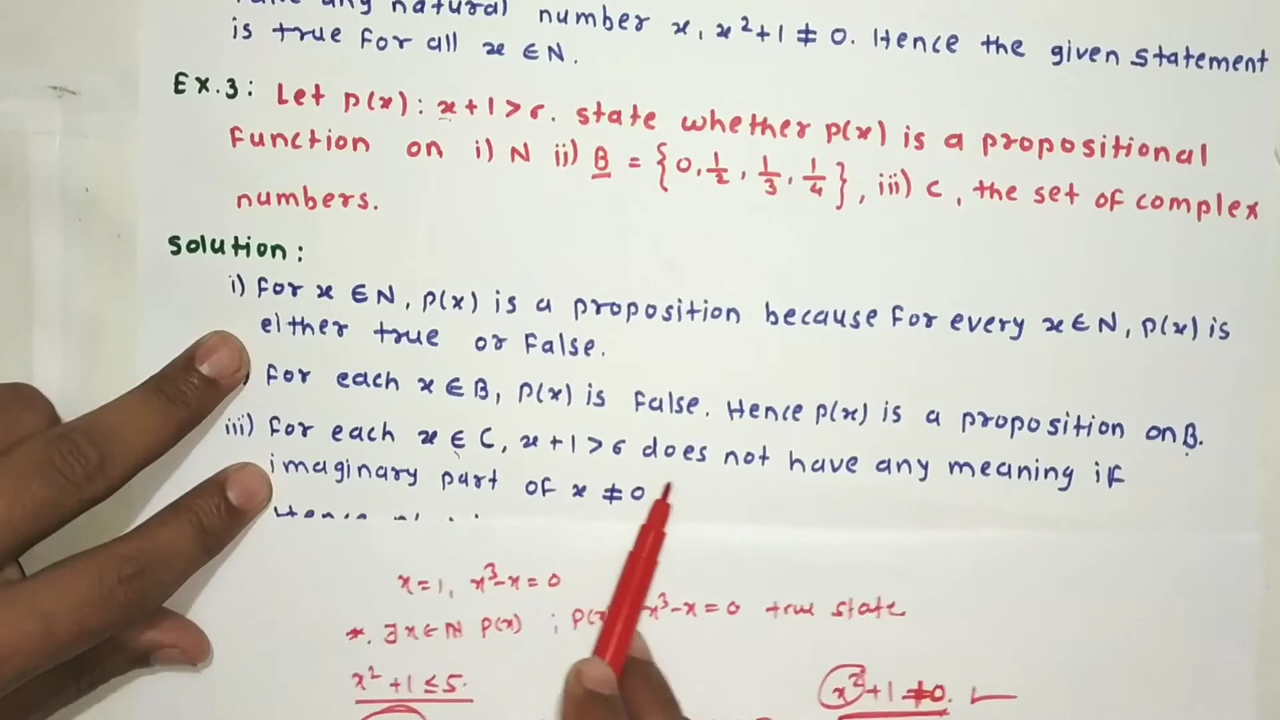 any natural number x, x²+1 ≠ 0. Hence the given statement
is true for all x ∈ N.
Ex.3: Let p(x): x+1>6. state whether p(x) is a propositional
function on i) N ii) B = {0, 1/2, 1/3, 1/4}, iii) C, the set of complex
numbers.
Solution:
i) For x ∈ N, p(x) is a proposition because for every x ∈ N, p(x) is
either true or False.
for each x ∈ B, P(x) is False. Hence p(x) is a proposition on B.
iii) for each x ∈ C, x+1>6 does not have any meaning if
imaginary part of x ≠ 0
x=1, x³-x=0
*. ∃x∈N P(x) ; x³-x=0 true state
x²+1≤5.
x²+1≠0.